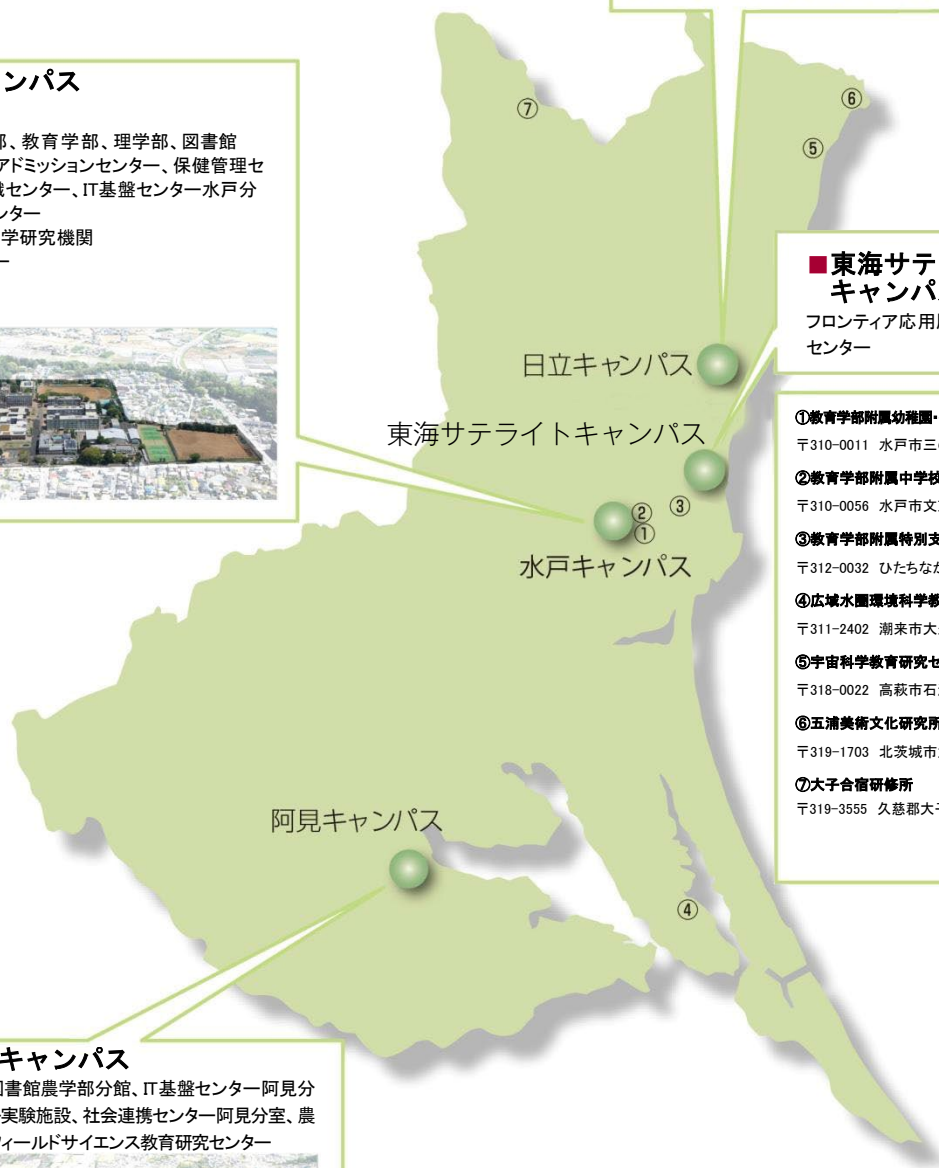 ンパス
部、教育学部、理学部、図書館
アドミッションセンター、保健管理セ
センター、IT基盤センター水戸分
ンター
学研究機関
ー
⑦
⑥
⑤
■東海サテ
キャンパ
フロンティア応用
センター
日立キャンパス
東海サテライトキャンパス
②
③
①
水戸キャンパス
①教育学部附属幼稚園・
〒310-0011 水戸市三
②教育学部附属中学校
〒310-0056 水戸市文
③教育学部附属特別支
〒312-0032 ひたちなか
④広域水圏環境科学教
〒311-2402 潮来市大
⑤宇宙科学教育研究セ
〒318-0022 高萩市石
⑥五浦美術文化研究所
〒319-1703 北茨城市
⑦大子合宿研修所
〒319-3555 久慈郡大子
阿見キャンパス
④
キャンパス
図書館農学部分館、IT基盤センター阿見分
実験施設、社会連携センター阿見分室、農
ィールドサイエンス教育研究センター